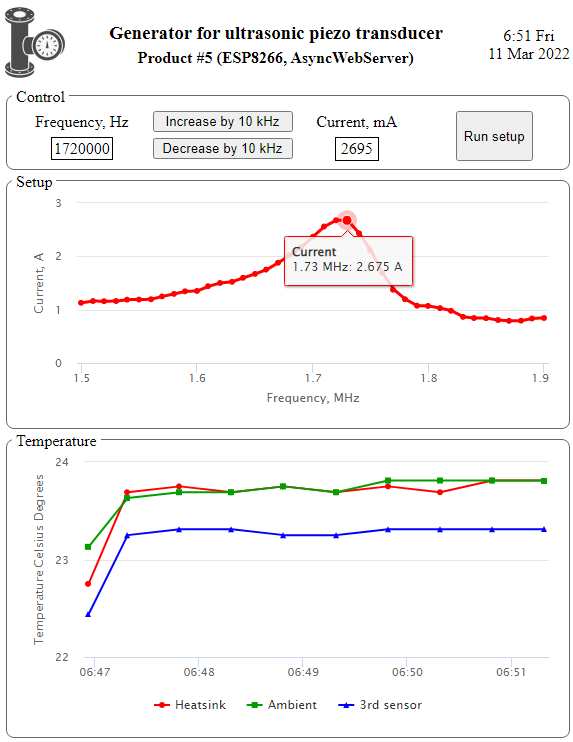 Generator for ultrasonic piezo transducer
Product #5 (ESP8266, AsyncWebServer)
6:51 Fri
11 Mar 2022
Control
Frequency, Hz
Increase by 10 kHz
Current, mA
Run setup
1720000
Decrease by 10 kHz
2695
Setup
3
2
1
0
Current, A
Current
1.73 MHz: 2.675 A
1.5 1.6 1.7 1.8 1.9
Frequency, MHz
Temperature
24
23
22
Temperature Celsius Degrees
06:47 06:48 06:49 06:50 06:51
Heatsink Ambient 3rd sensor